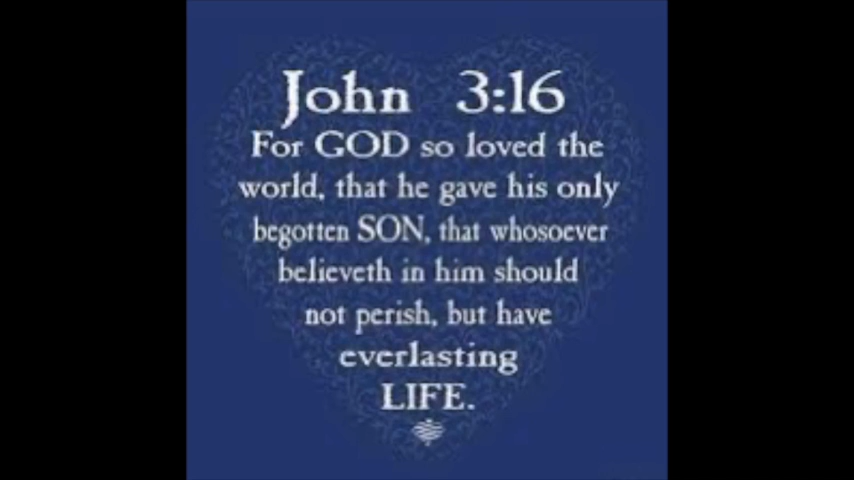 John 3:16
For GOD so loved the
world, that he gave his only
begotten SON, that whosoever
believeth in him should
not perish, but have
everlasting
LIFE.